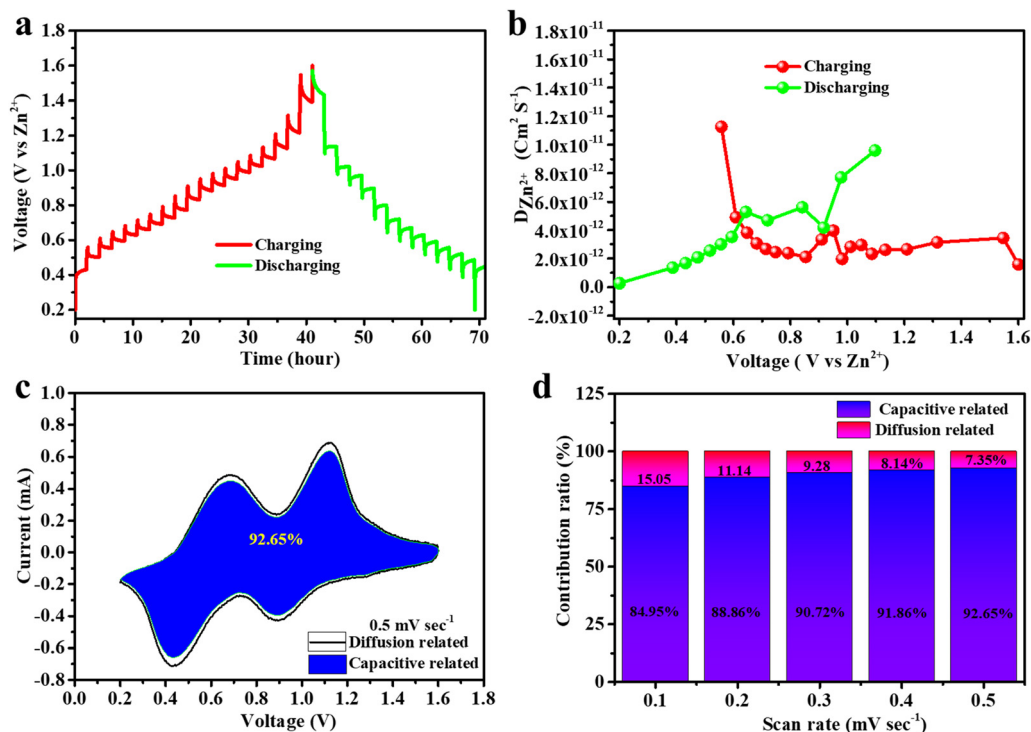 a
1.8
1.6
1.4
1.2
1.0
0.8
0.6
0.4
0.2
Voltage (V vs Zn²⁺)
Charging
Discharging
0 10 20 30 40 50 60 70
Time (hour)
b
1.8x10⁻¹¹
1.6x10⁻¹¹
1.4x10⁻¹¹
1.2x10⁻¹¹
1.0x10⁻¹¹
8.0x10⁻¹²
6.0x10⁻¹²
4.0x10⁻¹²
2.0x10⁻¹²
0.0
-2.0x10⁻¹²
D Zn²⁺ (Cm² S⁻¹)
Charging
Discharging
0.2 0.4 0.6 0.8 1.0 1.2 1.4 1.6
Voltage ( V vs Zn²⁺)
c
1.0
0.8
0.6
0.4
0.2
0.0
-0.2
-0.4
-0.6
-0.8
Current (mA)
92.65%
0.5 mV sec⁻¹
Diffusion related
Capacitive related
0.0 0.2 0.4 0.6 0.8 1.0 1.2 1.4 1.6 1.8
Voltage (V)
d
125
100
75
50
25
0
Contribution ratio (%)
Capacitive related
Diffusion related
15.05 11.14 9.28 8.14% 7.35%
84.95% 88.86% 90.72% 91.86% 92.65%
0.1 0.2 0.3 0.4 0.5
Scan rate (mV sec⁻¹)